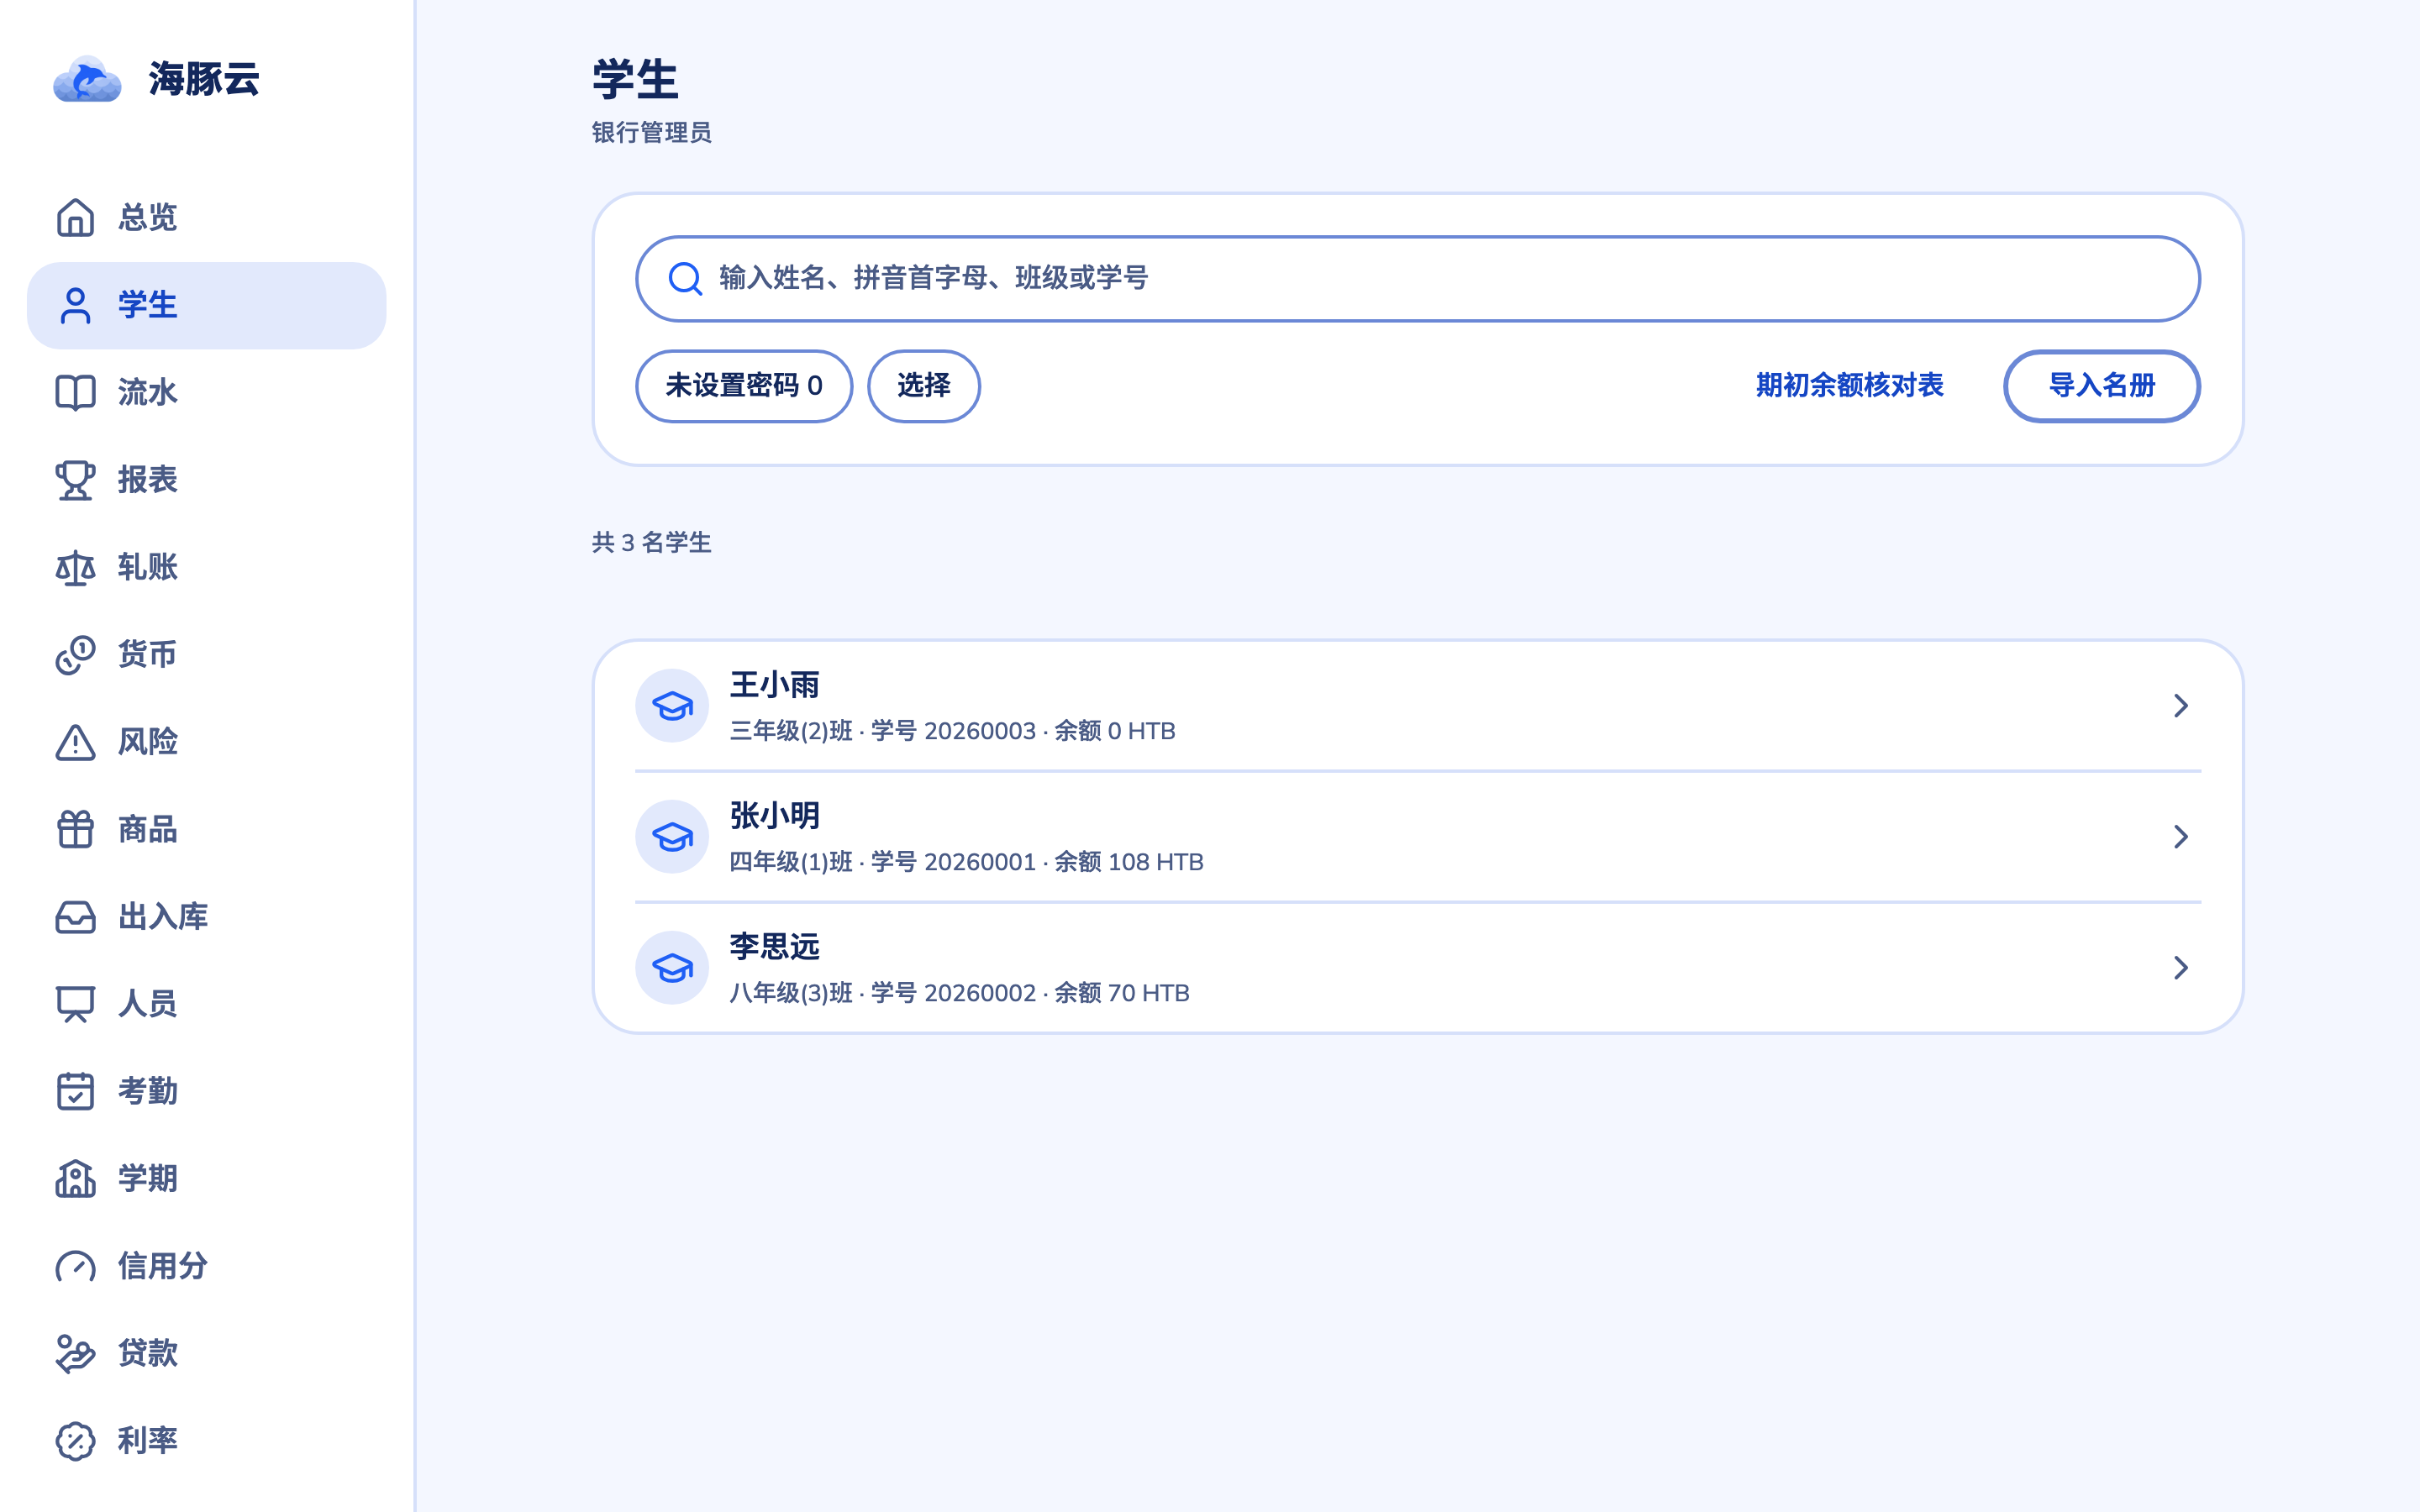 海豚云
总览
学生
流水
报表
轧账
货币
风险
商品
出入库
人员
考勤
学期
信用分
贷款
利率
学生
银行管理员
输入姓名、拼音首字母、班级或学号
未设置密码 0
选择
期初余额核对表
导入名册
共 3 名学生
王小雨
三年级(2)班 · 学号 20260003 · 余额 0 HTB
张小明
四年级(1)班 · 学号 20260001 · 余额 108 HTB
李思远
八年级(3)班 · 学号 20260002 · 余额 70 HTB